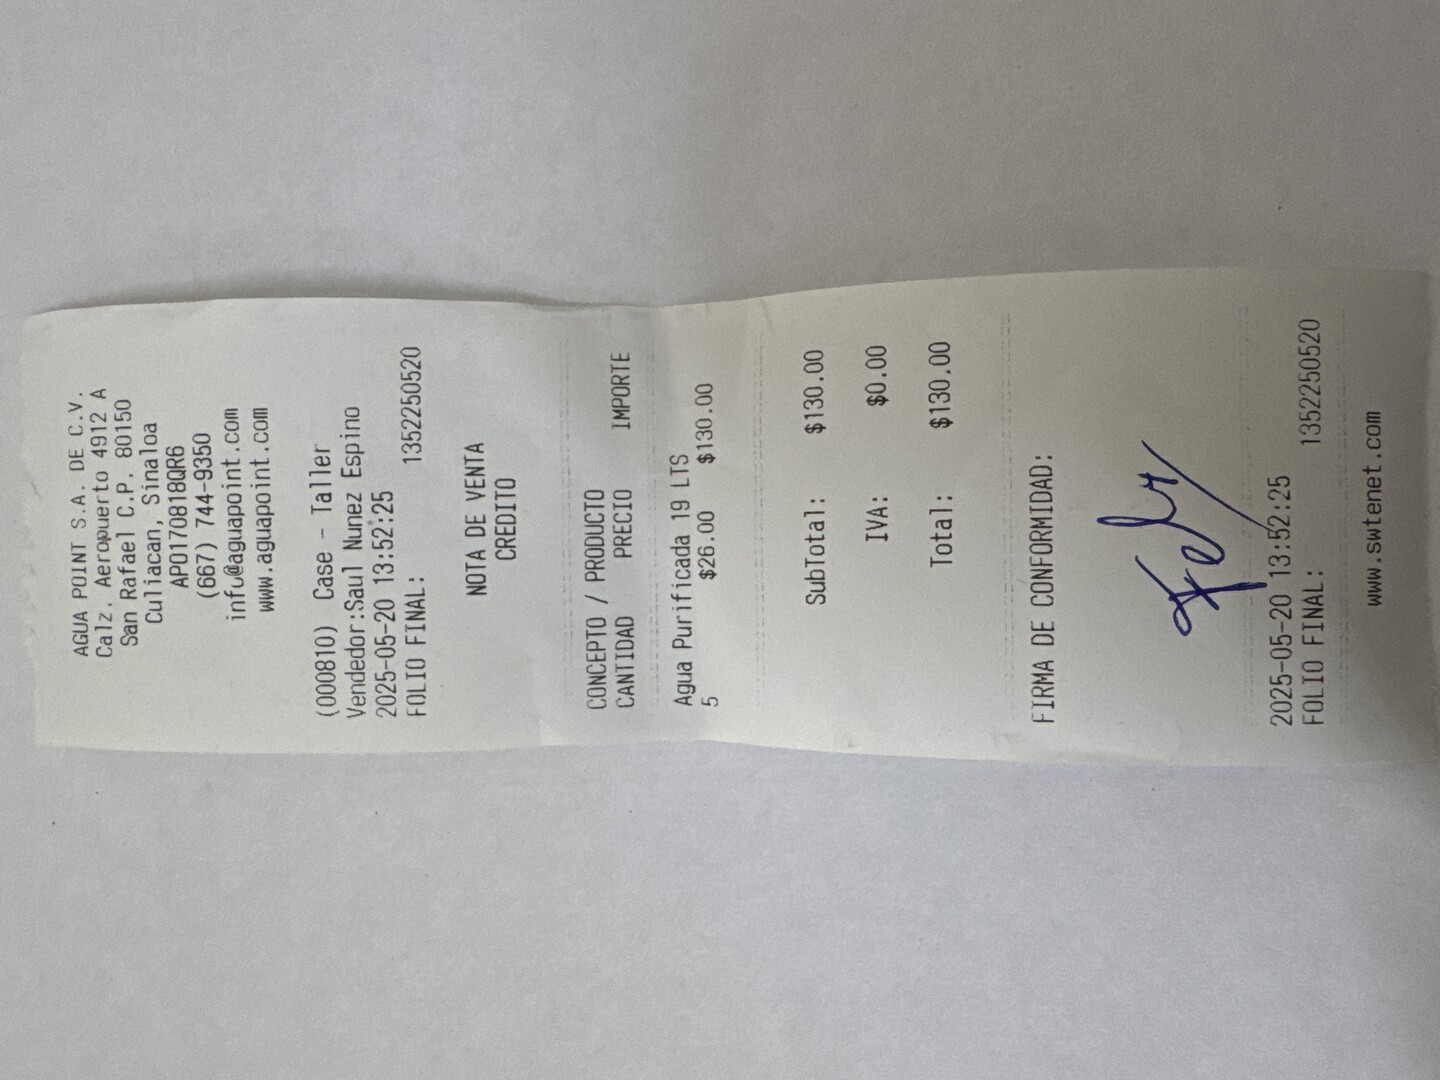 AGUA POINT S.A. DE C.V.
Calz. Aeropuerto 4912 A
San Rafael C.P. 80150
Culiacan, Sinaloa
APO170818QR6
(667) 744-9350
info@aguapoint.com
www.aguapoint.com
(000810) Case - Taller
Vendedor:Saul Nunez Espino
2025-05-20 13:52:25
FOLIO FINAL: 1352250520
NOTA DE VENTA
CREDITO
CONCEPTO / PRODUCTO
CANTIDAD PRECIO IMPORTE
Agua Purificada 19 LTS
5 $26.00 $130.00
SubTotal: $130.00
IVA: $0.00
Total: $130.00
FIRMA DE CONFORMIDAD:
2025-05-20 13:52:25
FOLIO FINAL: 1352250520
www.swtenet.com